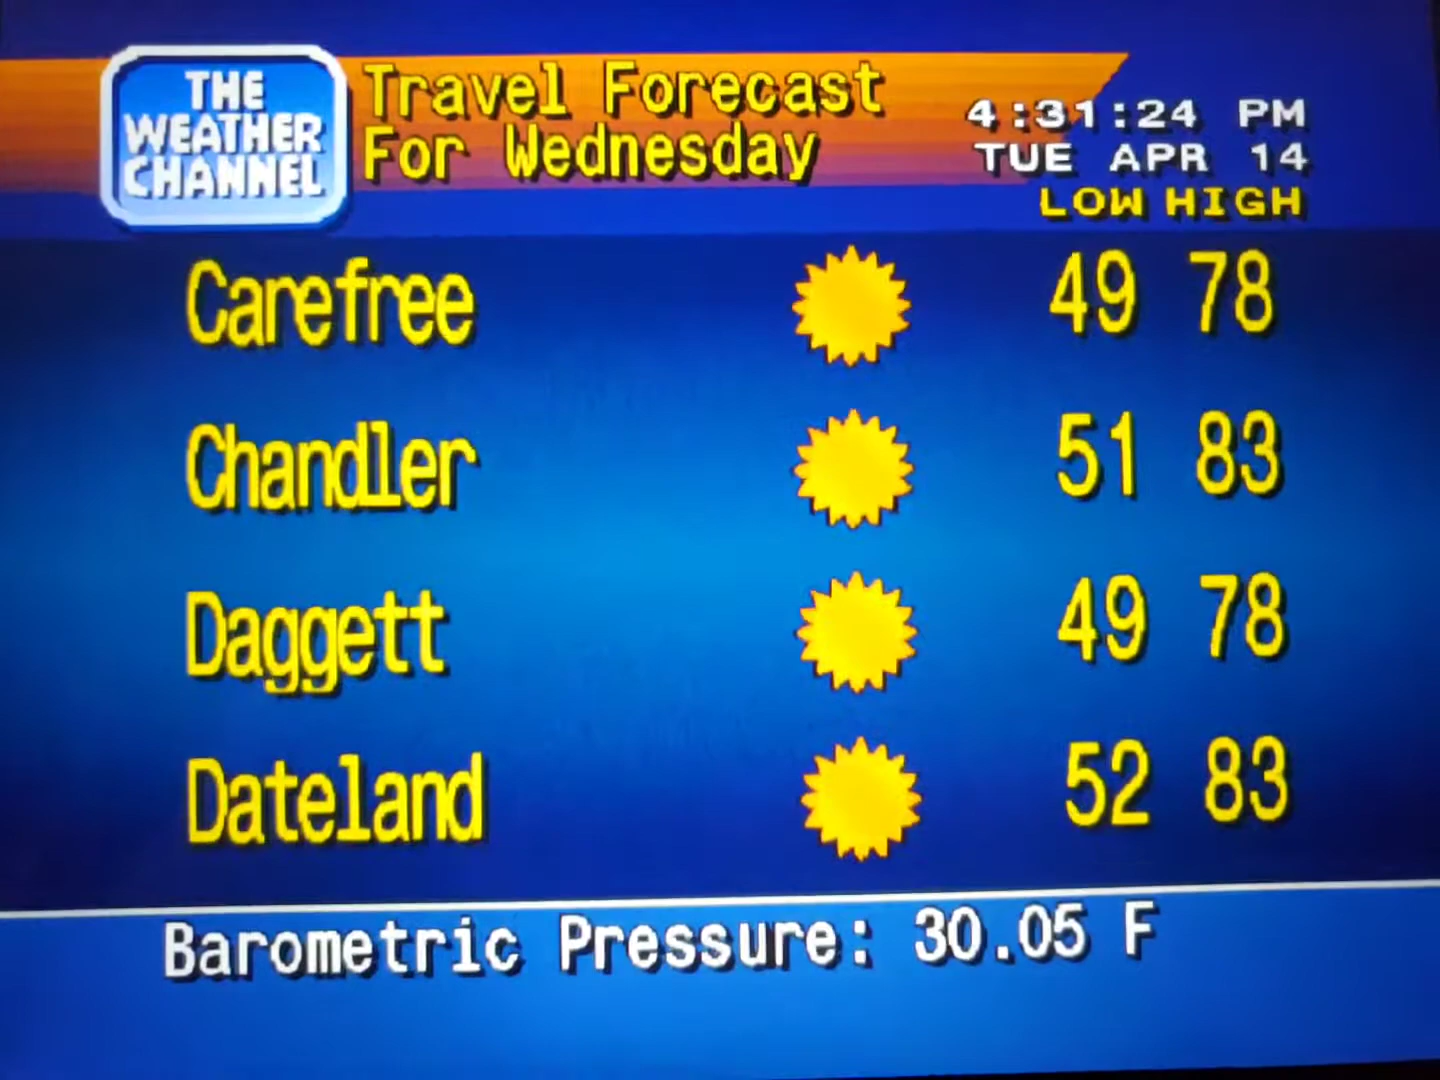 THE
WEATHER
CHANNEL
Travel Forecast
For Wednesday
4:31:24 PM
TUE APR 14
LOW HIGH
Carefree 49 78
Chandler 51 83
Daggett 49 78
Dateland 52 83
Barometric Pressure: 30.05 F